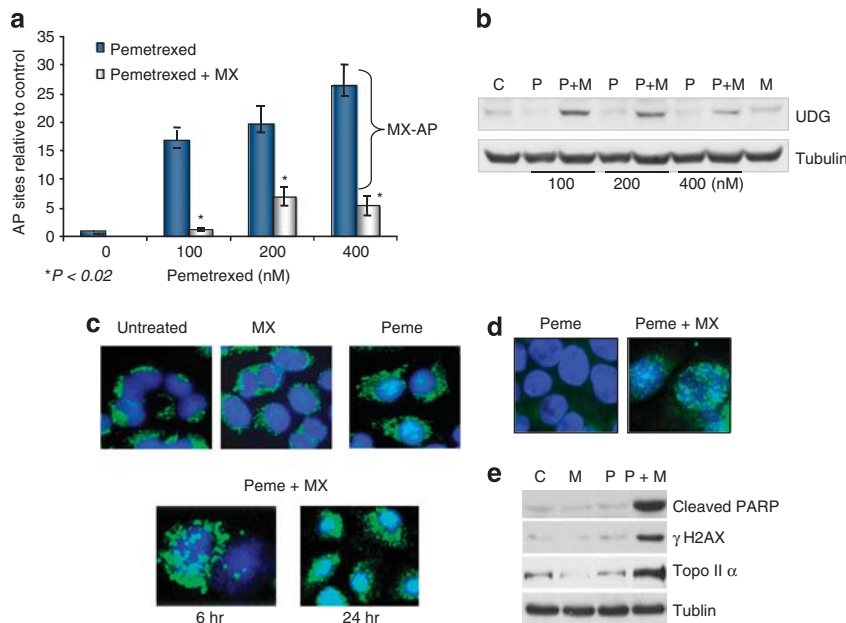 a
35
30
25
20
15
10
5
0
AP sites relative to control
Pemetrexed
Pemetrexed + MX
MX-AP
*
*
*
0 100 200 400
*P < 0.02
Pemetrexed (nM)
b
C P P+M P P+M P P+M M
UDG
Tubulin
100 200 400 (nM)
c
Untreated MX Peme
Peme + MX
6 hr 24 hr
d
Peme Peme + MX
e
C M P P + M
Cleaved PARP
γ H2AX
Topo II α
Tublin